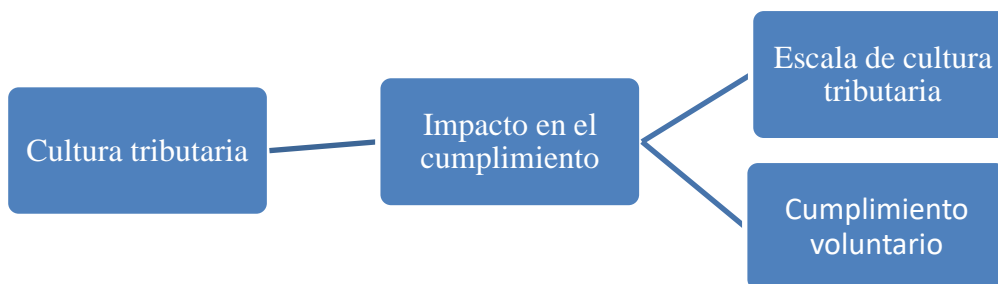 Cultura tributaria
Impacto en el
cumplimiento
Escala de cultura
tributaria
Cumplimiento
voluntario